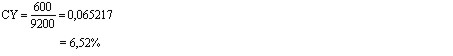 CY = 600/9200 = 0,065217
= 6,52%